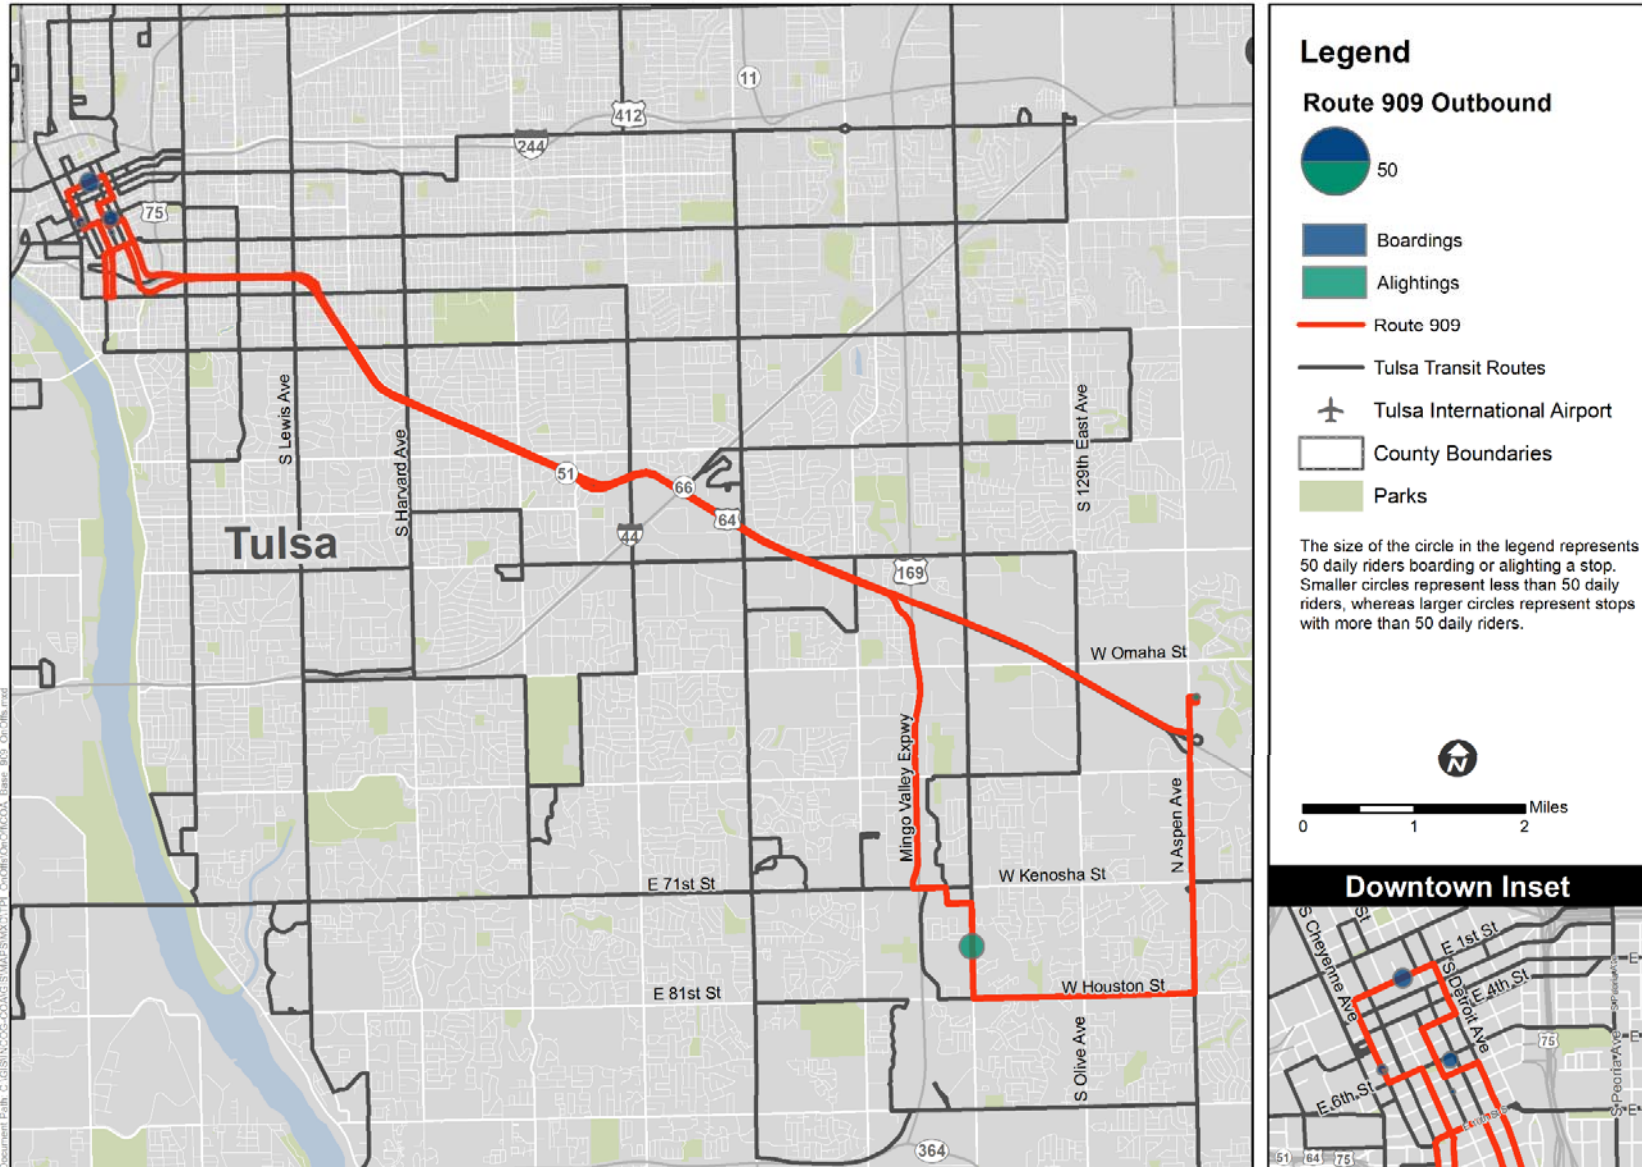 11
412
244
75
S Lewis Ave
S Harvard Ave
51
66
64
44
S 129th East Ave
Tulsa
169
W Omaha St
Mingo Valley Expwy
N Aspen Ave
W Kenosha St
E 71st St
E 81st St
W Houston St
S Olive Ave
364
Legend
Route 909 Outbound
50
Boardings
Alightings
Route 909
Tulsa Transit Routes
Tulsa International Airport
County Boundaries
Parks
The size of the circle in the legend represents
50 daily riders boarding or alighting a stop.
Smaller circles represent less than 50 daily
riders, whereas larger circles represent stops
with more than 50 daily riders.
N
Miles
0 1 2
Downtown Inset
S Cheyenne Ave
St
E 1st St
S Detroit Ave
E 4th St
75
S Peoria Ave
E 6th St
E
E
E
51 64 75